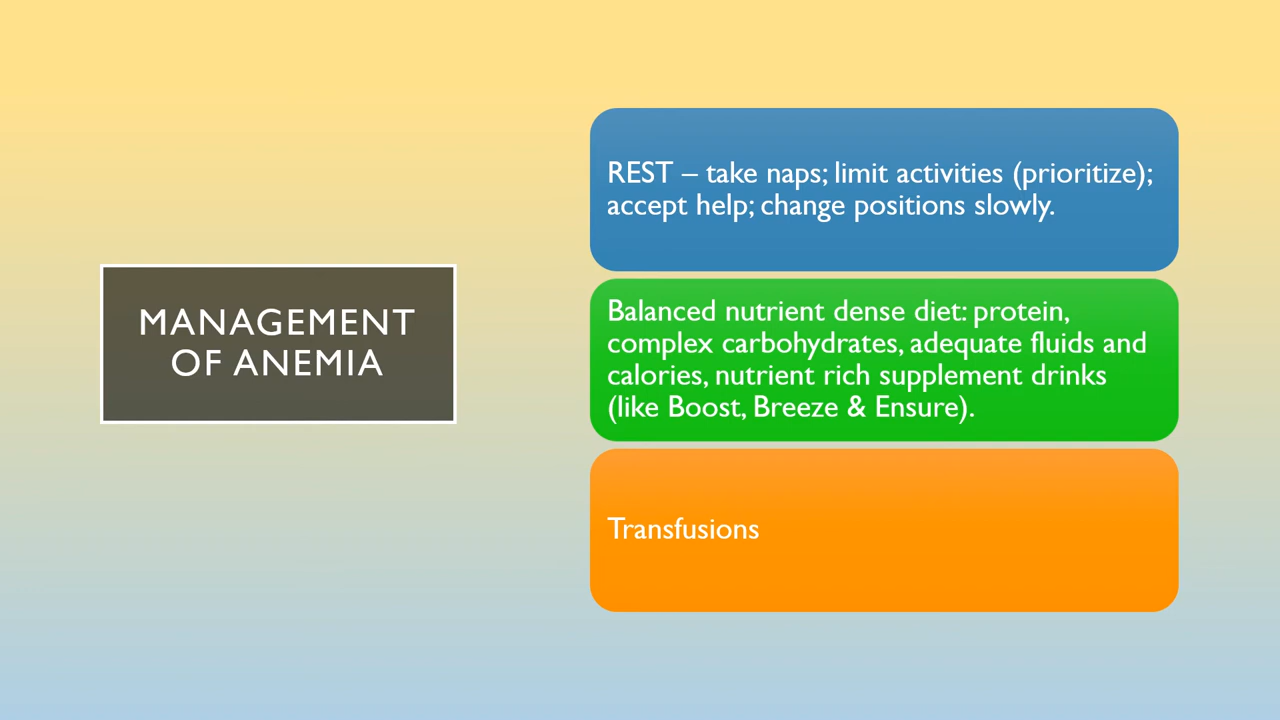 MANAGEMENT
OF ANEMIA
REST – take naps; limit activities (prioritize);
accept help; change positions slowly.
Balanced nutrient dense diet: protein,
complex carbohydrates, adequate fluids and
calories, nutrient rich supplement drinks
(like Boost, Breeze & Ensure).
Transfusions